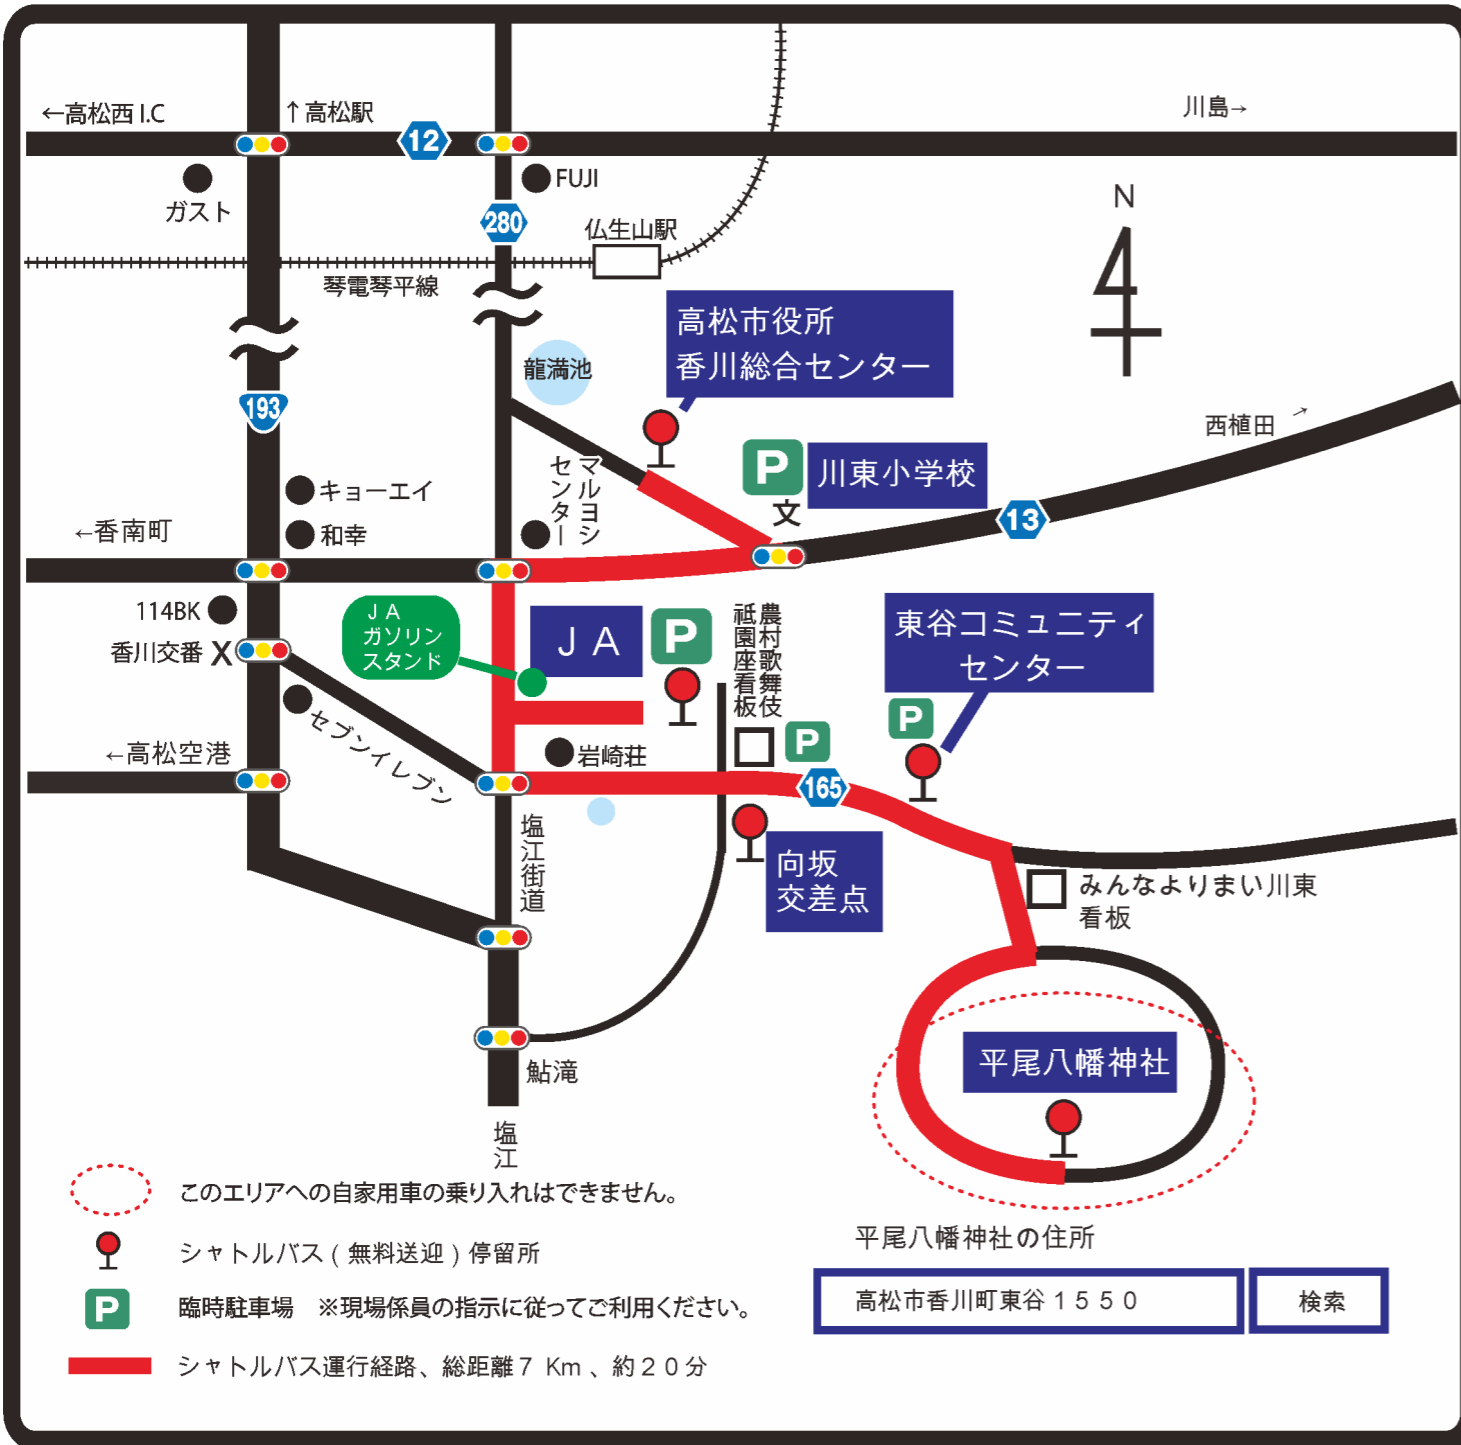 ←高松西 I.C
↑高松駅
12
川島→
ガスト
FUJI
280
仏生山駅
N
琴電琴平線
高松市役所
香川総合センター
龍満池
193
西植田→
マルヨシ
センター
P
川東小学校
文
キョーエイ
和幸
←香南町
13
114BK
香川交番 X
JA
ガソリン
スタンド
JA
P
農村歌舞伎
祗園座看板
東谷コミュニティ
センター
P
P
セブンイレブン
←高松空港
岩崎荘
165
塩江街道
向坂
交差点
みんなよりまい川東
看板
平尾八幡神社
鮎滝
塩江
このエリアへの自家用車の乗り入れはできません。
シャトルバス(無料送迎)停留所
P
臨時駐車場 ※現場係員の指示に従ってご利用ください。
シャトルバス運行経路、総距離7 Km 、約20分
平尾八幡神社の住所
高松市香川町東谷1550
検索